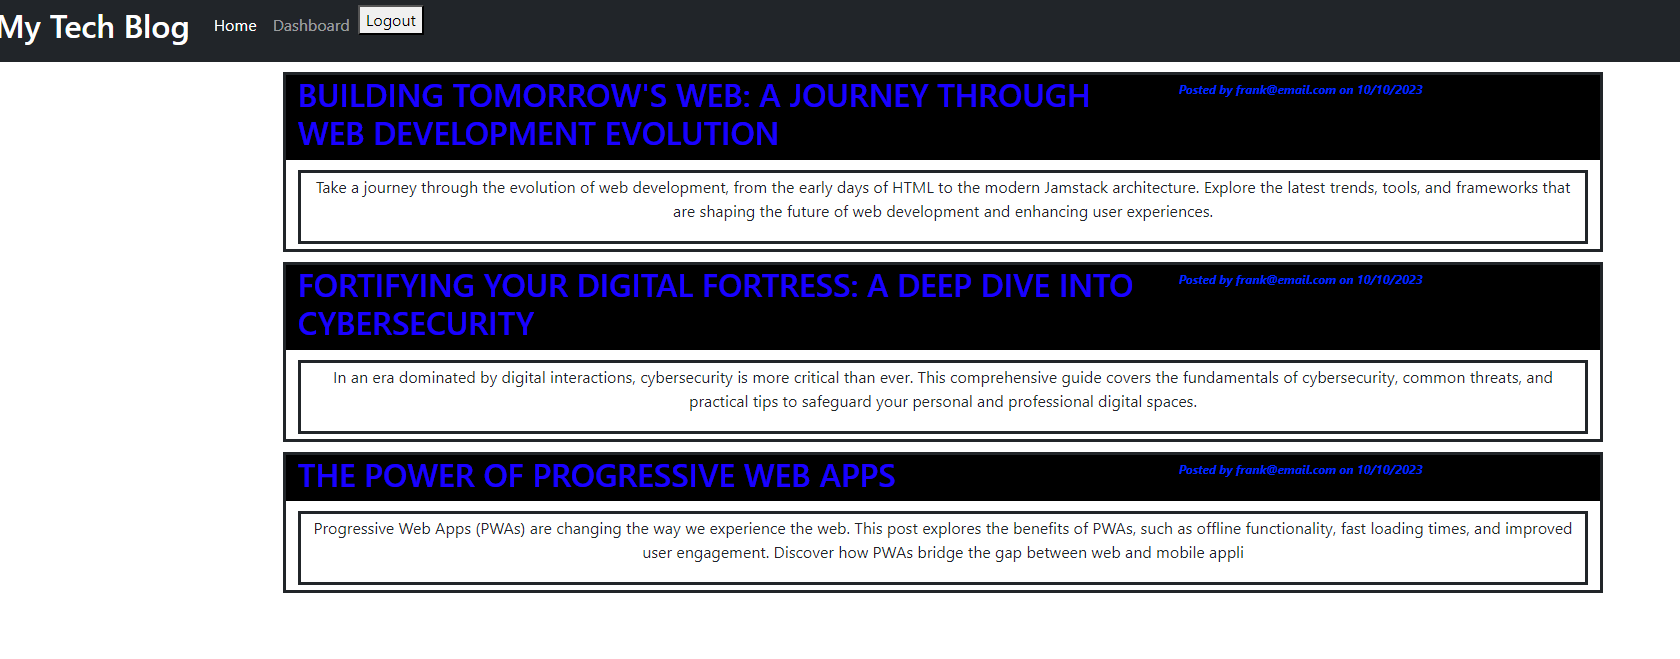 My Tech Blog Home Dashboard Logout
BUILDING TOMORROW'S WEB: A JOURNEY THROUGH
WEB DEVELOPMENT EVOLUTION
Posted by frank@email.com on 10/10/2023
Take a journey through the evolution of web development, from the early days of HTML to the modern Jamstack architecture. Explore the latest trends, tools, and frameworks that
are shaping the future of web development and enhancing user experiences.
FORTIFYING YOUR DIGITAL FORTRESS: A DEEP DIVE INTO
CYBERSECURITY
Posted by frank@email.com on 10/10/2023
In an era dominated by digital interactions, cybersecurity is more critical than ever. This comprehensive guide covers the fundamentals of cybersecurity, common threats, and
practical tips to safeguard your personal and professional digital spaces.
THE POWER OF PROGRESSIVE WEB APPS
Posted by frank@email.com on 10/10/2023
Progressive Web Apps (PWAs) are changing the way we experience the web. This post explores the benefits of PWAs, such as offline functionality, fast loading times, and improved
user engagement. Discover how PWAs bridge the gap between web and mobile appli